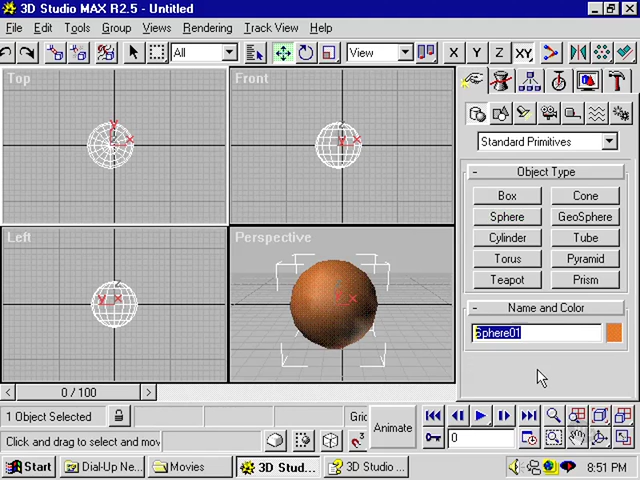 3D Studio MAX R2.5 - Untitled
File Edit Tools Group Views Rendering Track View Help
All View X Y Z XY
Top Front
Left Perspective
Standard Primitives
Object Type
Box Cone
Sphere GeoSphere
Cylinder Tube
Torus Pyramid
Teapot Prism
Name and Color
Sphere01
0 / 100
1 Object Selected Gric Animate
Click and drag to select and mov 0
Start Dial-Up Ne... Movies 3D Stud... 3D Studio ... 8:51 PM